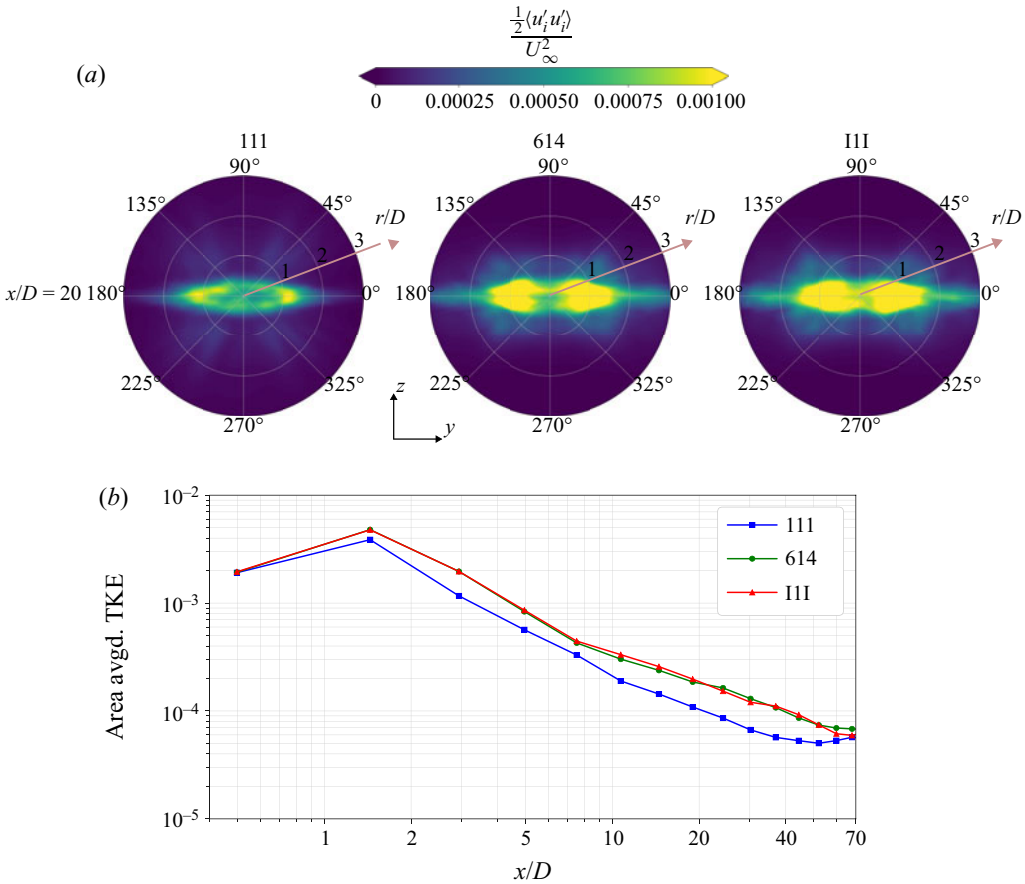 ½⟨u′ᵢu′ᵢ⟩
U²∞
(a)
0 0.00025 0.00050 0.00075 0.00100
111 614 I1I
90° 90° 90°
135° 45° 135° 45° 135° 45°
r/D r/D r/D
1 2 3 1 2 3 1 2 3
x/D = 20 180° 0° 180° 0° 180° 0°
225° 325° 225° 325° 225° 325°
270° 270° 270°
z
y
(b)
10⁻²
10⁻³
10⁻⁴
10⁻⁵
Area avgd. TKE
111
614
I1I
1 2 5 10 20 40 70
x/D